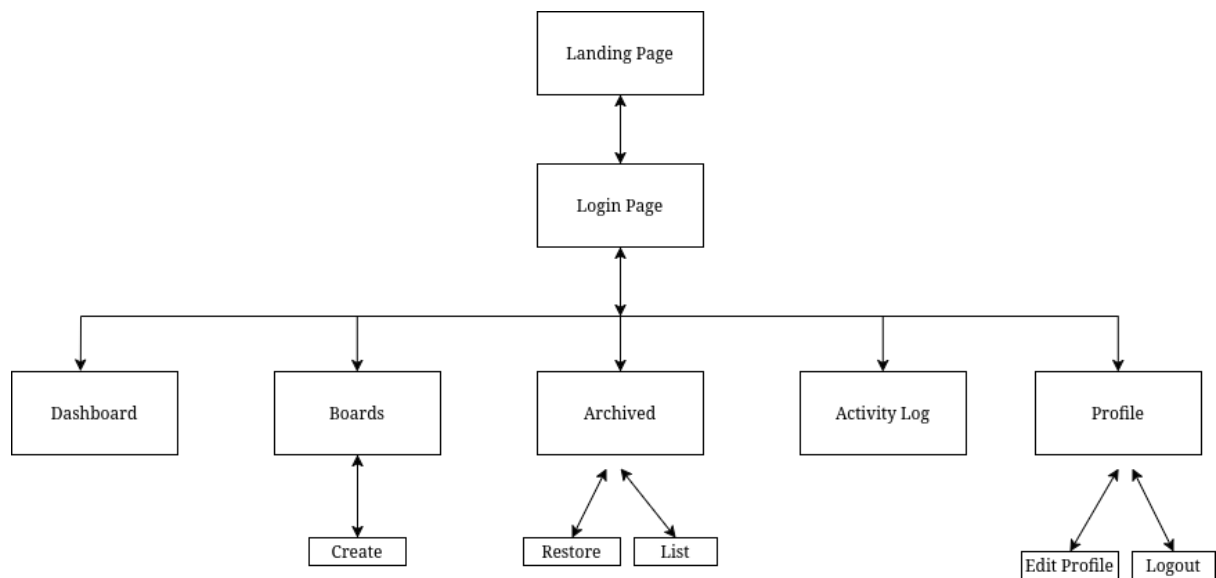 Landing Page
Login Page
Dashboard
Boards
Archived
Activity Log
Profile
Create
Restore
List
Edit Profile
Logout